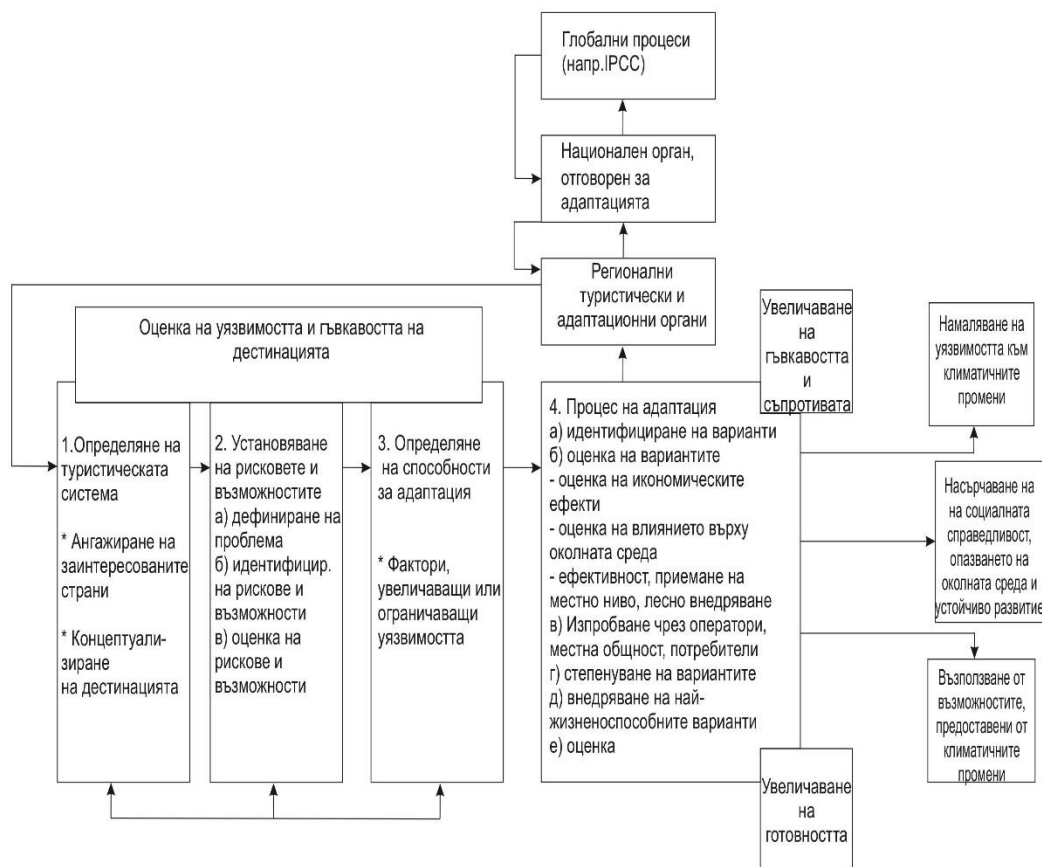 Глобални процеси
(напр.IPCC)
Национален орган,
отговорен за
адаптацията
Регионални
туристически и
адаптационни органи
Оценка на уязвимостта и гъвкавостта на
дестинацията
1.Определяне на
туристическата
система
* Ангажиране на
заинтересованите
страни
* Концептуали-
зиране
на дестинацията
2. Установяване
на рисковете и
възможностите
а) дефиниране на
проблема
б) идентифицир.
на рискове и
възможности
в) оценка на
рискове и
възможности
3. Определяне
на способности
за адаптация
* Фактори,
увеличаващи или
ограничаващи
уязвимостта
4. Процес на адаптация
а) идентифициране на варианти
б) оценка на вариантите
- оценка на икономическите
ефекти
- оценка на влиянието върху
околната среда
- ефективност, приемане на
местно ниво, лесно внедряване
в) Изпробване чрез оператори,
местна общност, потребители
г) степенуване на вариантите
д) внедряване на най-
жизненоспособните варианти
е) оценка
Увеличаване
на
гъвкавостта
и
съпротивата
Увеличаване
на
готовността
Намаляване на
уязвимостта към
климатичните
промени
Насърчаване на
на социалната
справедливост,
опазването на
околната среда и
устойчиво развитие
Възползване от
възможностите,
предоставени от
климатичните
промени